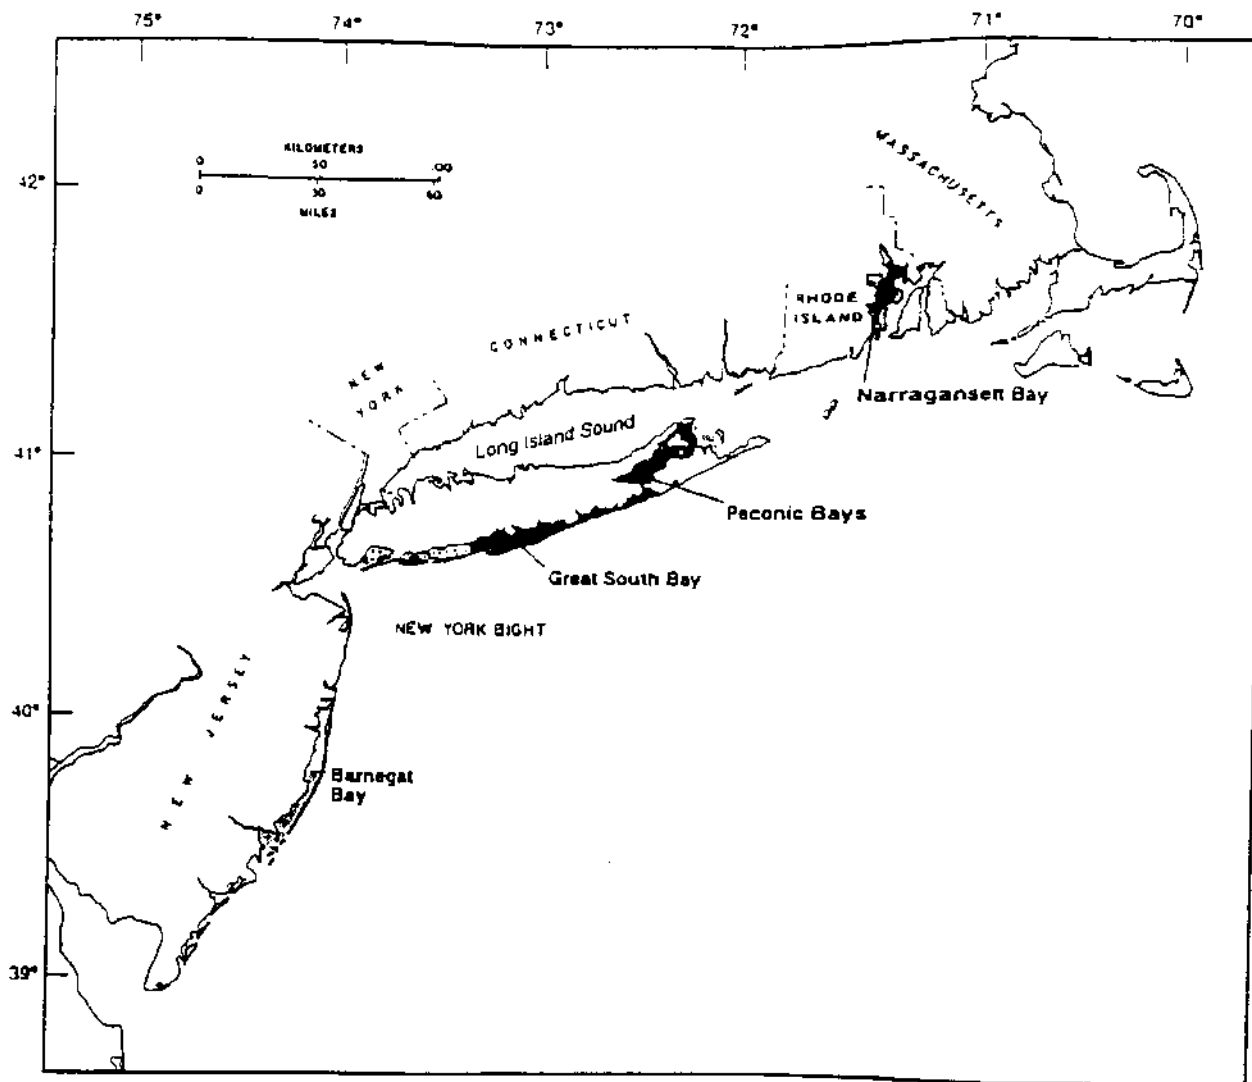 75° 74° 73° 72° 71° 70°
42°
41°
40°
39°
KILOMETERS
0 50 100
0 30 60
MILES
MASSACHUSETTS
RHODE
ISLAND
CONNECTICUT
NEW
YORK
Narragansett Bay
Long Island Sound
Peconic Bays
Great South Bay
NEW YORK BIGHT
NEW JERSEY
Barnegat
Bay